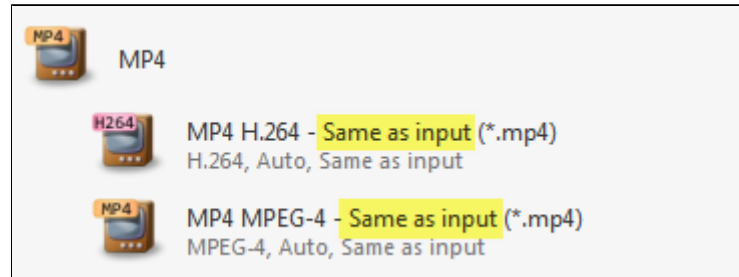 MP4
MP4
H264
MP4 H.264 - Same as input (*.mp4)
H.264, Auto, Same as input
MP4
MP4 MPEG-4 - Same as input (*.mp4)
MPEG-4, Auto, Same as input